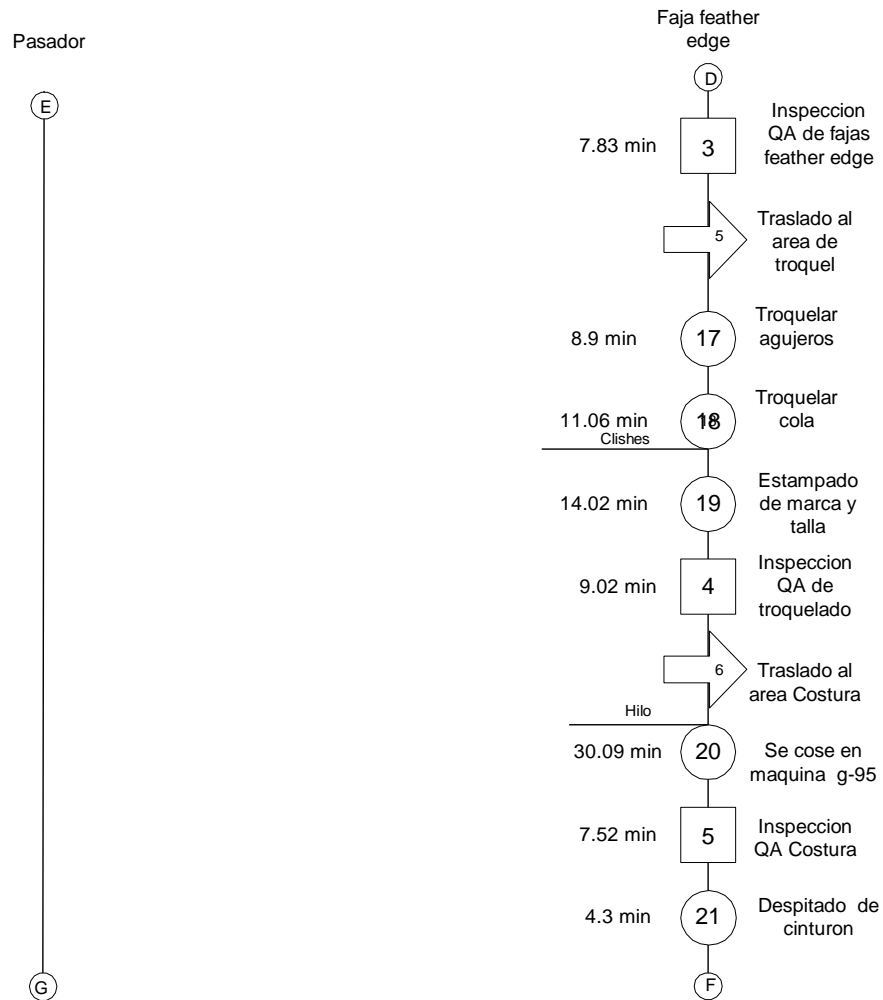 Pasador
E
G
Faja feather
edge
D
7.83 min
3
Inspeccion
QA de fajas
feather edge
5
Traslado al
area de
troquel
8.9 min
17
Troquelar
agujeros
11.06 min
18
Troquelar
cola
Clishes
14.02 min
19
Estampado
de marca y
talla
9.02 min
4
Inspeccion
QA de
troquelado
6
Traslado al
area Costura
Hilo
30.09 min
20
Se cose en
maquina g-95
7.52 min
5
Inspeccion
QA Costura
4.3 min
21
Despitado de
cinturon
F